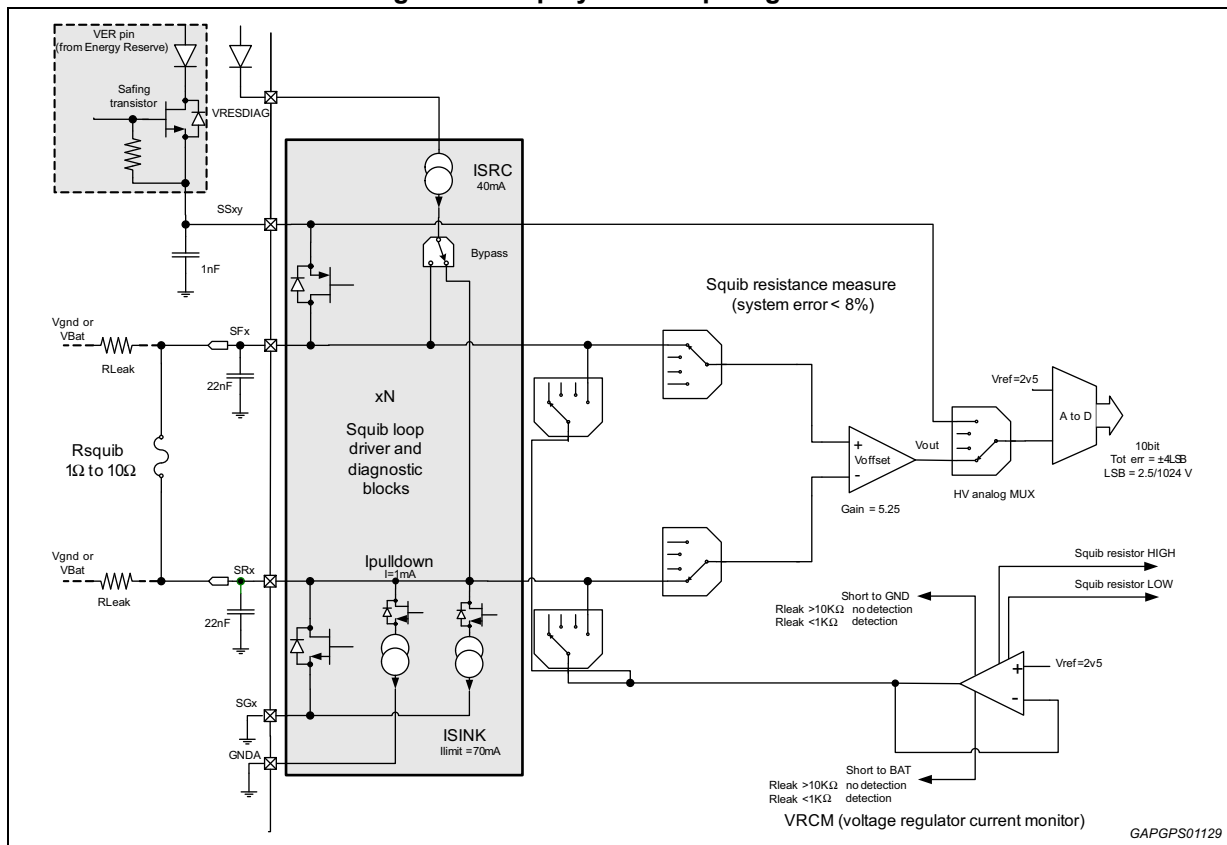 VER pin
(from Energy Reserve)
Safing
transistor
VRESDIAG
ISRC
40mA
SSxy
Bypass
1nF
Squib resistance measure
(system error < 8%)
Vgnd or
VBat
SFx
RLeak
22nF
Vref=2v5
A to D
xN
Squib loop
driver and
diagnostic
blocks
Rsquib
1Ω to 10Ω
+
Voffset
-
Vout
10bit
Tot err = ±4LSB
LSB = 2.5/1024 V
HV analog MUX
Gain = 5.25
Vgnd or
VBat
SRx
Ipulldown
I=1mA
RLeak
22nF
Squib resistor HIGH
Squib resistor LOW
Short to GND
Rleak >10KΩ no detection
Rleak <1KΩ detection
+
Vref=2v5
-
SGx
ISINK
Ilimit =70mA
GNDA
Short to BAT
Rleak >10KΩ no detection
Rleak <1KΩ detection
VRCM (voltage regulator current monitor)
GAPGPS01129